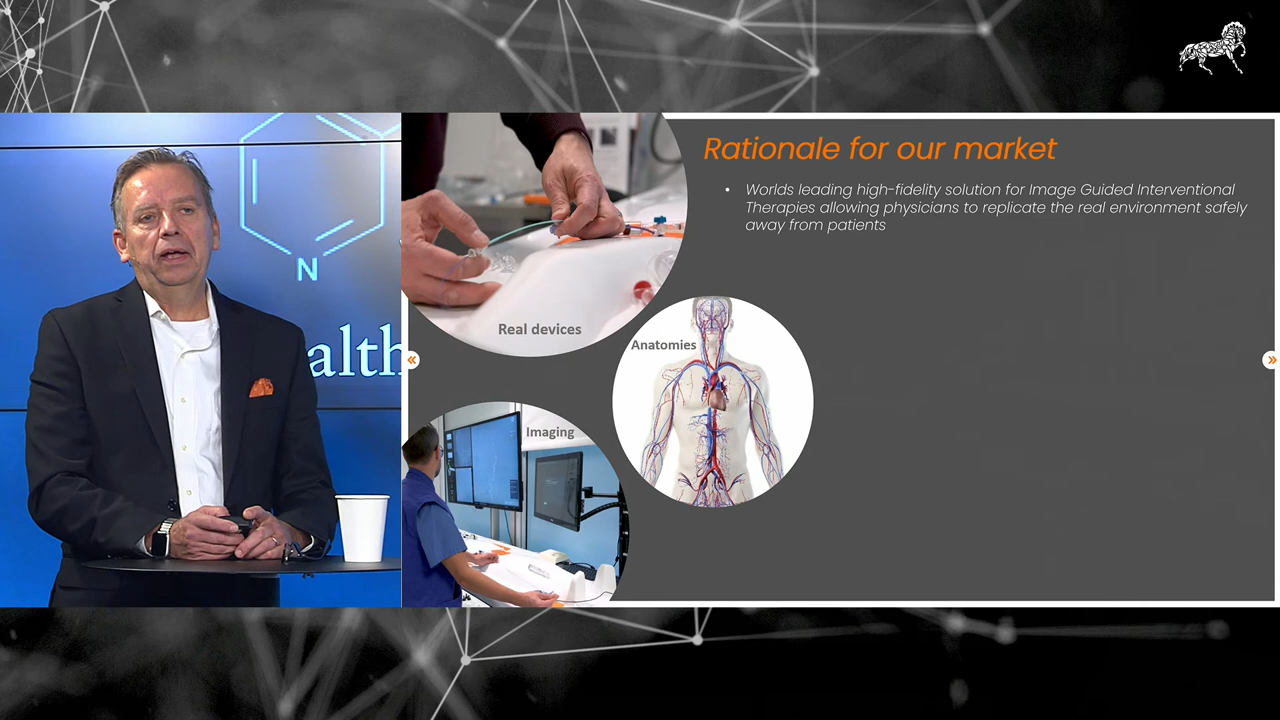 N
alth
Rationale for our market
• Worlds leading high-fidelity solution for Image Guided Interventional
Therapies allowing physicians to replicate the real environment safely
away from patients
Real devices
Anatomies
Imaging